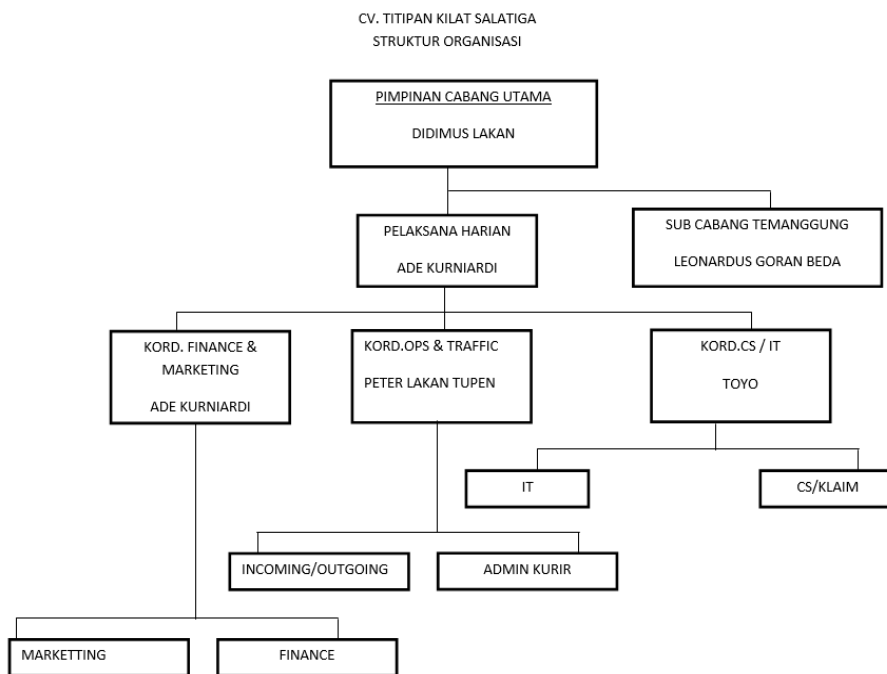 CV. TITIPAN KILAT SALATIGA
STRUKTUR ORGANISASI
PIMPINAN CABANG UTAMA
DIDIMUS LAKAN
PELAKSANA HARIAN
ADE KURNIARDI
SUB CABANG TEMANGGUNG
LEONARDUS GORAN BEDA
KORD. FINANCE &
MARKETING
ADE KURNIARDI
KORD.OPS & TRAFFIC
PETER LAKAN TUPEN
KORD.CS / IT
TOYO
IT
CS/KLAIM
INCOMING/OUTGOING
ADMIN KURIR
MARKETTING
FINANCE